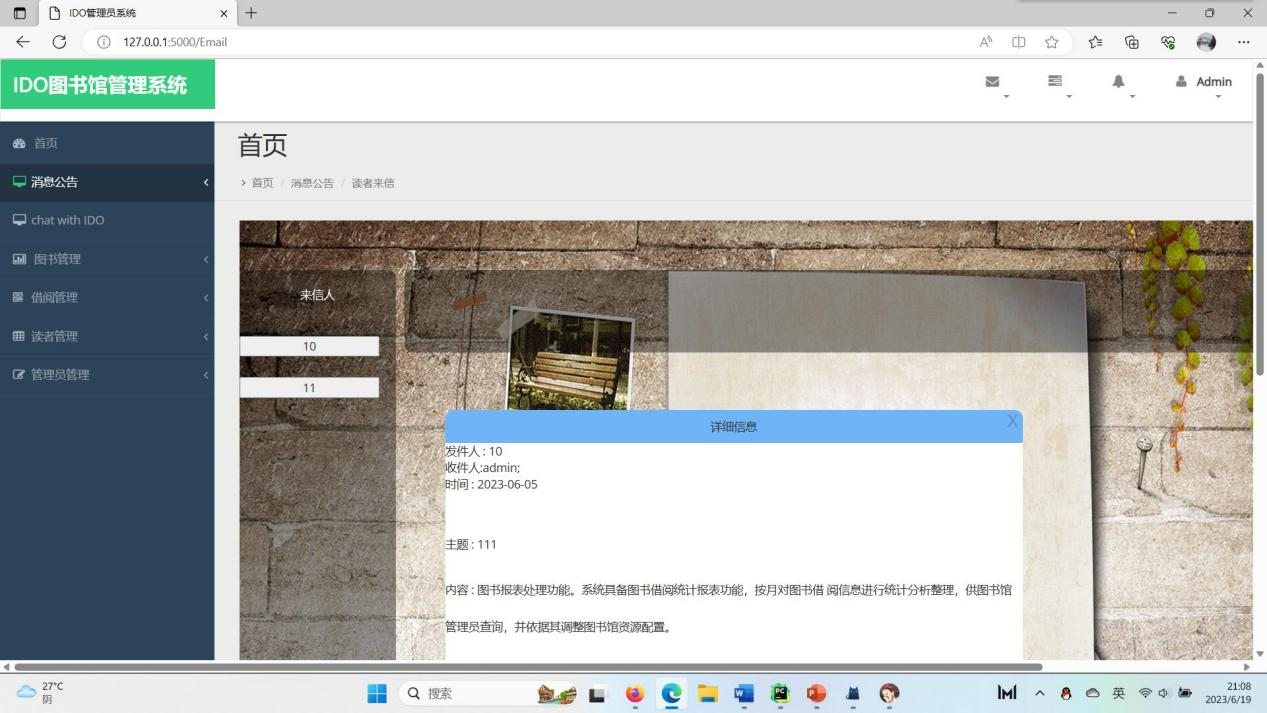 IDO管理员系统
127.0.0.1:5000/Email
IDO图书馆管理系统
Admin
首页
消息公告
chat with IDO
图书管理
借阅管理
读者管理
管理员管理
首页
首页 / 消息公告 / 读者来信
来信人
10
11
详细信息
X
发件人 : 10
收件人:admin;
时间 : 2023-06-05
主题 : 111
内容 : 图书报表处理功能。系统具备图书借阅统计报表功能，按月对图书借 阅信息进行统计分析整理，供图书馆
管理员查询，并依据其调整图书馆资源配置。
27°C
阴
搜索
英
21:08
2023/6/19